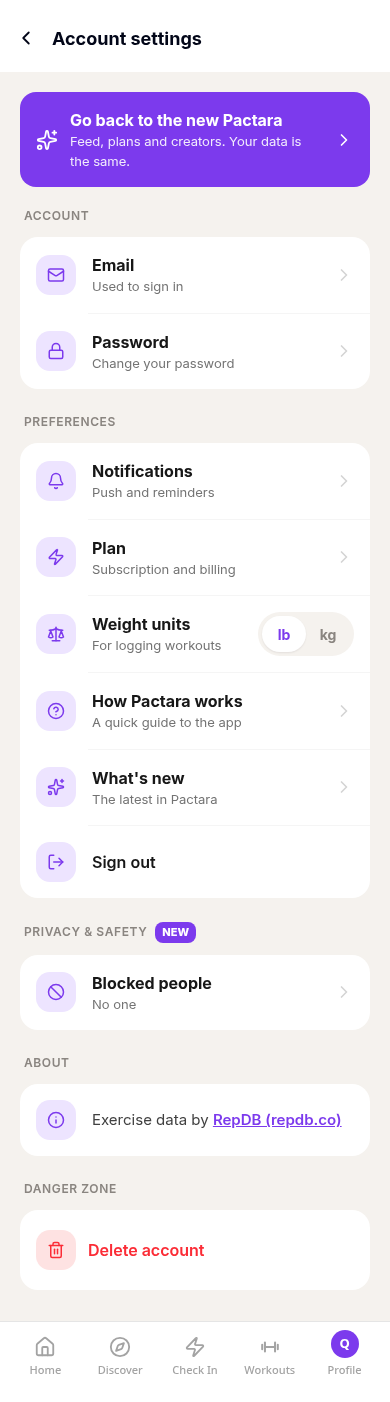 Account settings
Go back to the new Pactara
Feed, plans and creators. Your data is
the same.
ACCOUNT
Email
Used to sign in
Password
Change your password
PREFERENCES
Notifications
Push and reminders
Plan
Subscription and billing
Weight units
For logging workouts
lb kg
How Pactara works
A quick guide to the app
What's new
The latest in Pactara
Sign out
PRIVACY & SAFETY NEW
Blocked people
No one
ABOUT
Exercise data by RepDB (repdb.co)
DANGER ZONE
Delete account
Q
Home Discover Check In Workouts Profile